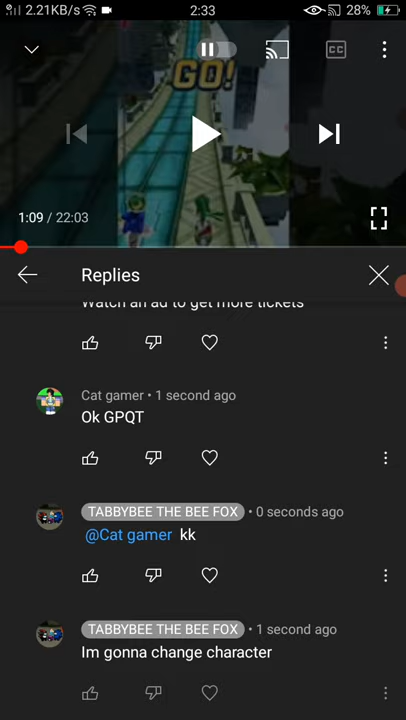 2.21KB/s 2:33 28%
GO!
1:09 / 22:03
Replies
Watch an ad to get more tickets
Cat gamer • 1 second ago
Ok GPQT
TABBYBEE THE BEE FOX • 0 seconds ago
@Cat gamer kk
TABBYBEE THE BEE FOX • 1 second ago
Im gonna change character